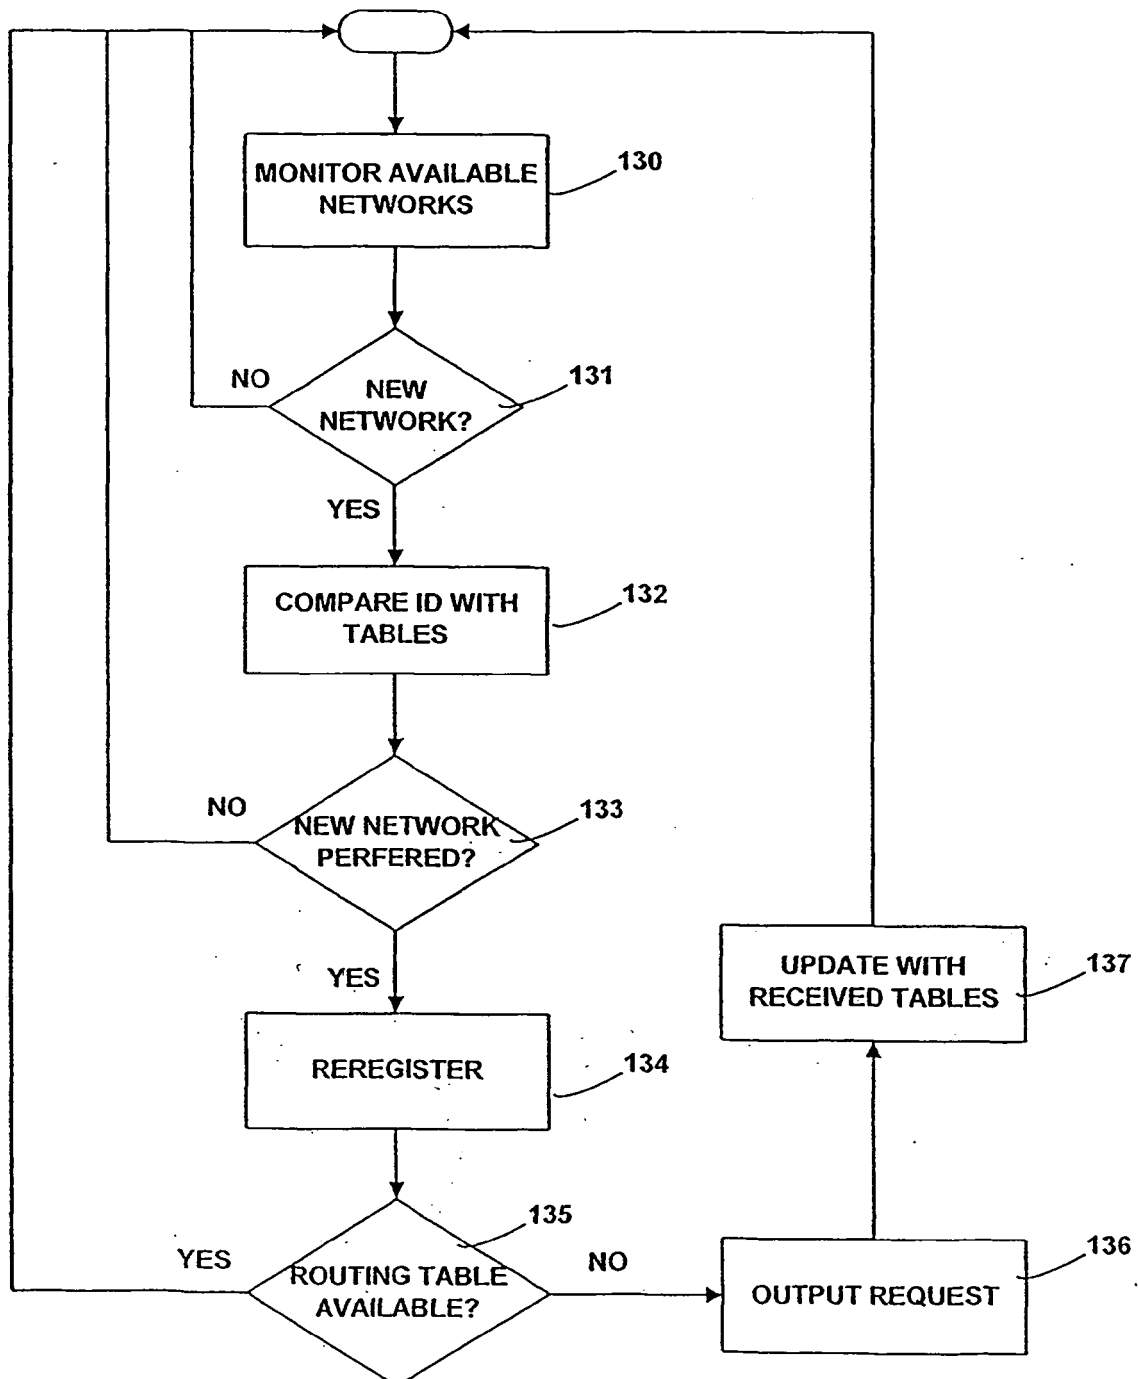 MONITOR AVAILABLE
NETWORKS
130
NO
NEW
NETWORK?
131
YES
COMPARE ID WITH
TABLES
132
NO
NEW NETWORK
PERFERED?
133
YES
REREGISTER
134
UPDATE WITH
RECEIVED TABLES
137
YES
ROUTING TABLE
AVAILABLE?
135
NO
OUTPUT REQUEST
136